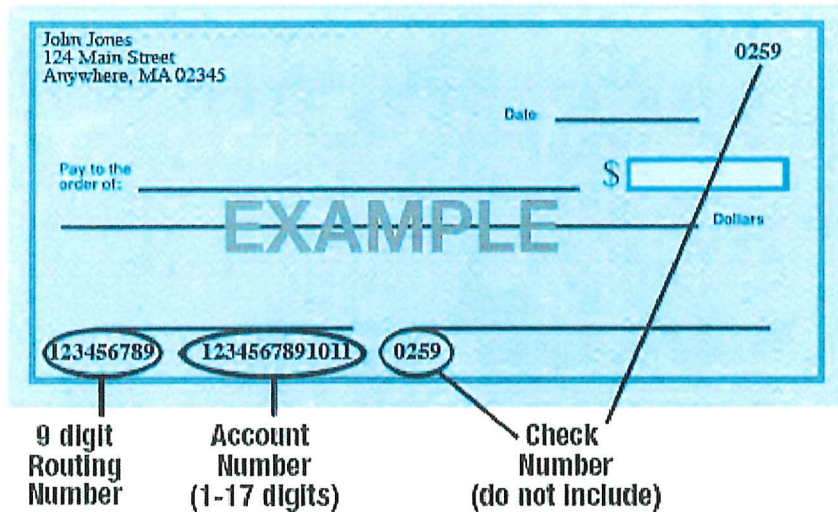 John Jones
124 Main Street
Anywhere, MA 02345
0259
Date
Pay to the
order of:
$
Dollars
EXAMPLE
123456789 1234567891011 0259
9 digit
Routing
Number
Account
Number
(1-17 digits)
Check
Number
(do not include)